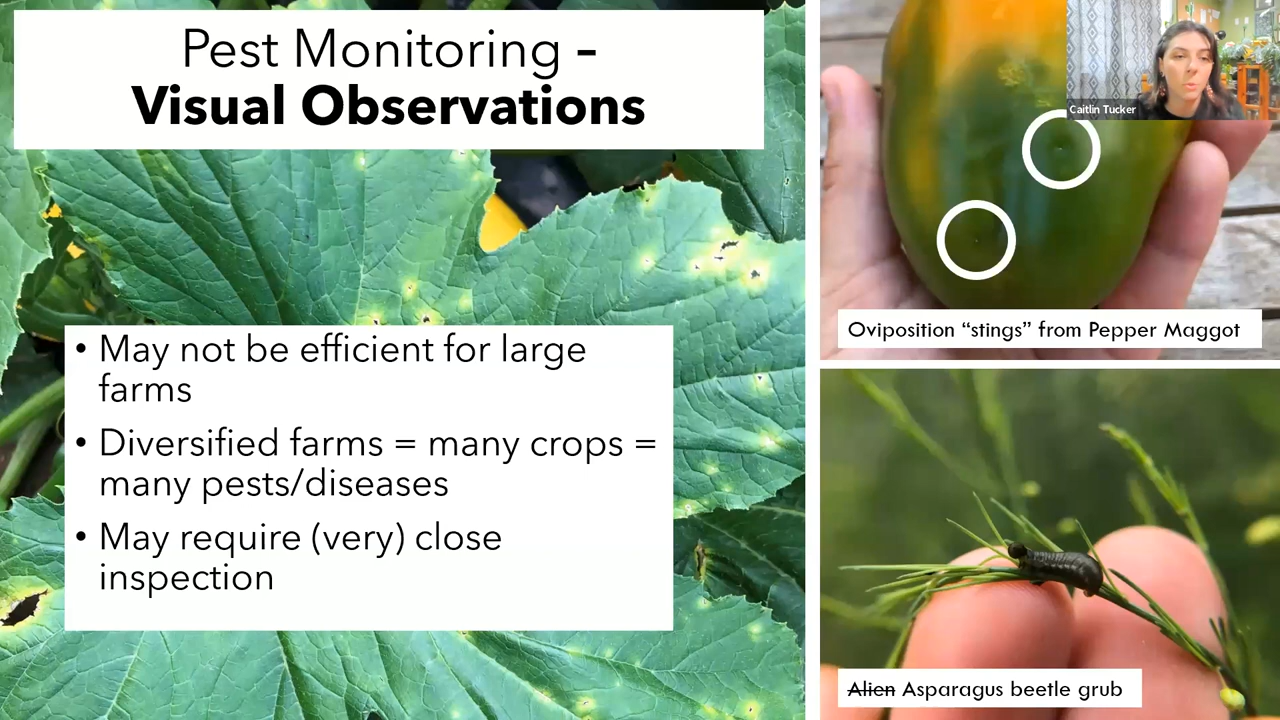 Pest Monitoring –
Visual Observations
• May not be efficient for large
farms
• Diversified farms = many crops =
many pests/diseases
• May require (very) close
inspection
Caitlin Tucker
Oviposition “stings” from Pepper Maggot
Alien Asparagus beetle grub